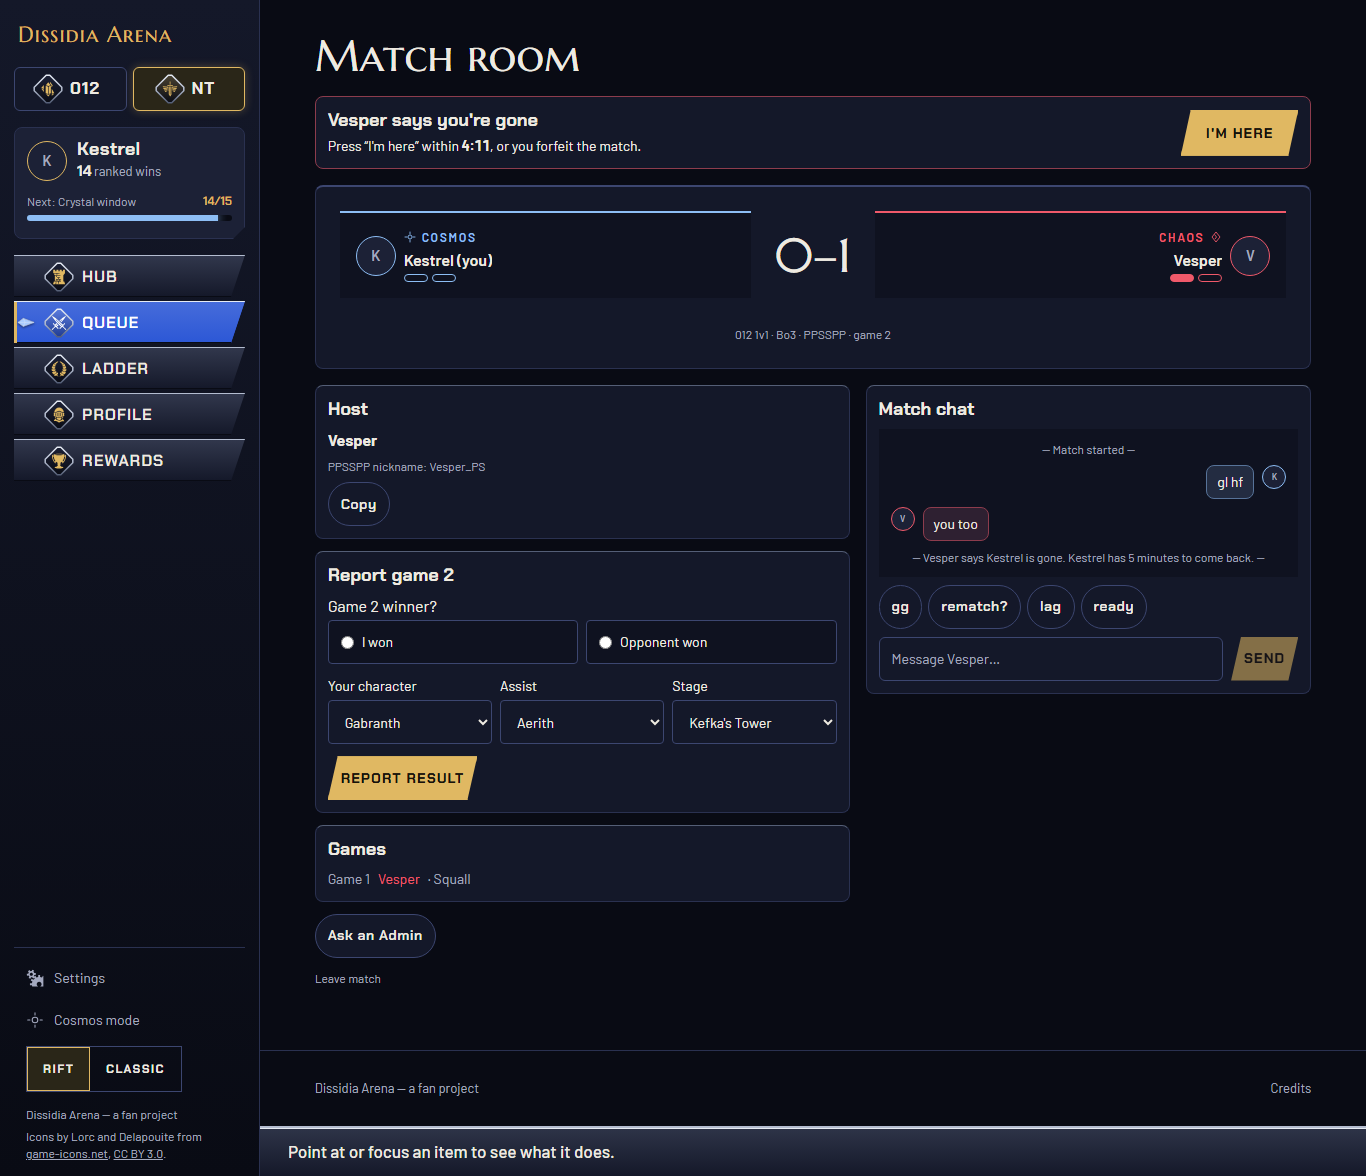 Dissidia Arena
012
NT
K
Kestrel
14 ranked wins
Next: Crystal window
14/15
HUB
QUEUE
LADDER
PROFILE
REWARDS
Settings
Cosmos mode
RIFT
CLASSIC
Dissidia Arena — a fan project
Icons by Lorc and Delapouite from
game-icons.net, CC BY 3.0.
Match room
Vesper says you're gone
Press “I'm here” within 4:11, or you forfeit the match.
I'M HERE
K
COSMOS
Kestrel (you)
0–1
CHAOS
Vesper
V
012 1v1 · Bo3 · PPSSPP · game 2
Host
Vesper
PPSSPP nickname: Vesper_PS
Copy
Report game 2
Game 2 winner?
I won
Opponent won
Your character
Assist
Stage
Gabranth
Aerith
Kefka's Tower
REPORT RESULT
Games
Game 1 Vesper · Squall
Ask an Admin
Leave match
Match chat
— Match started —
gl hf
K
V
you too
— Vesper says Kestrel is gone. Kestrel has 5 minutes to come back. —
gg
rematch?
lag
ready
Message Vesper...
SEND
Dissidia Arena — a fan project
Credits
Point at or focus an item to see what it does.